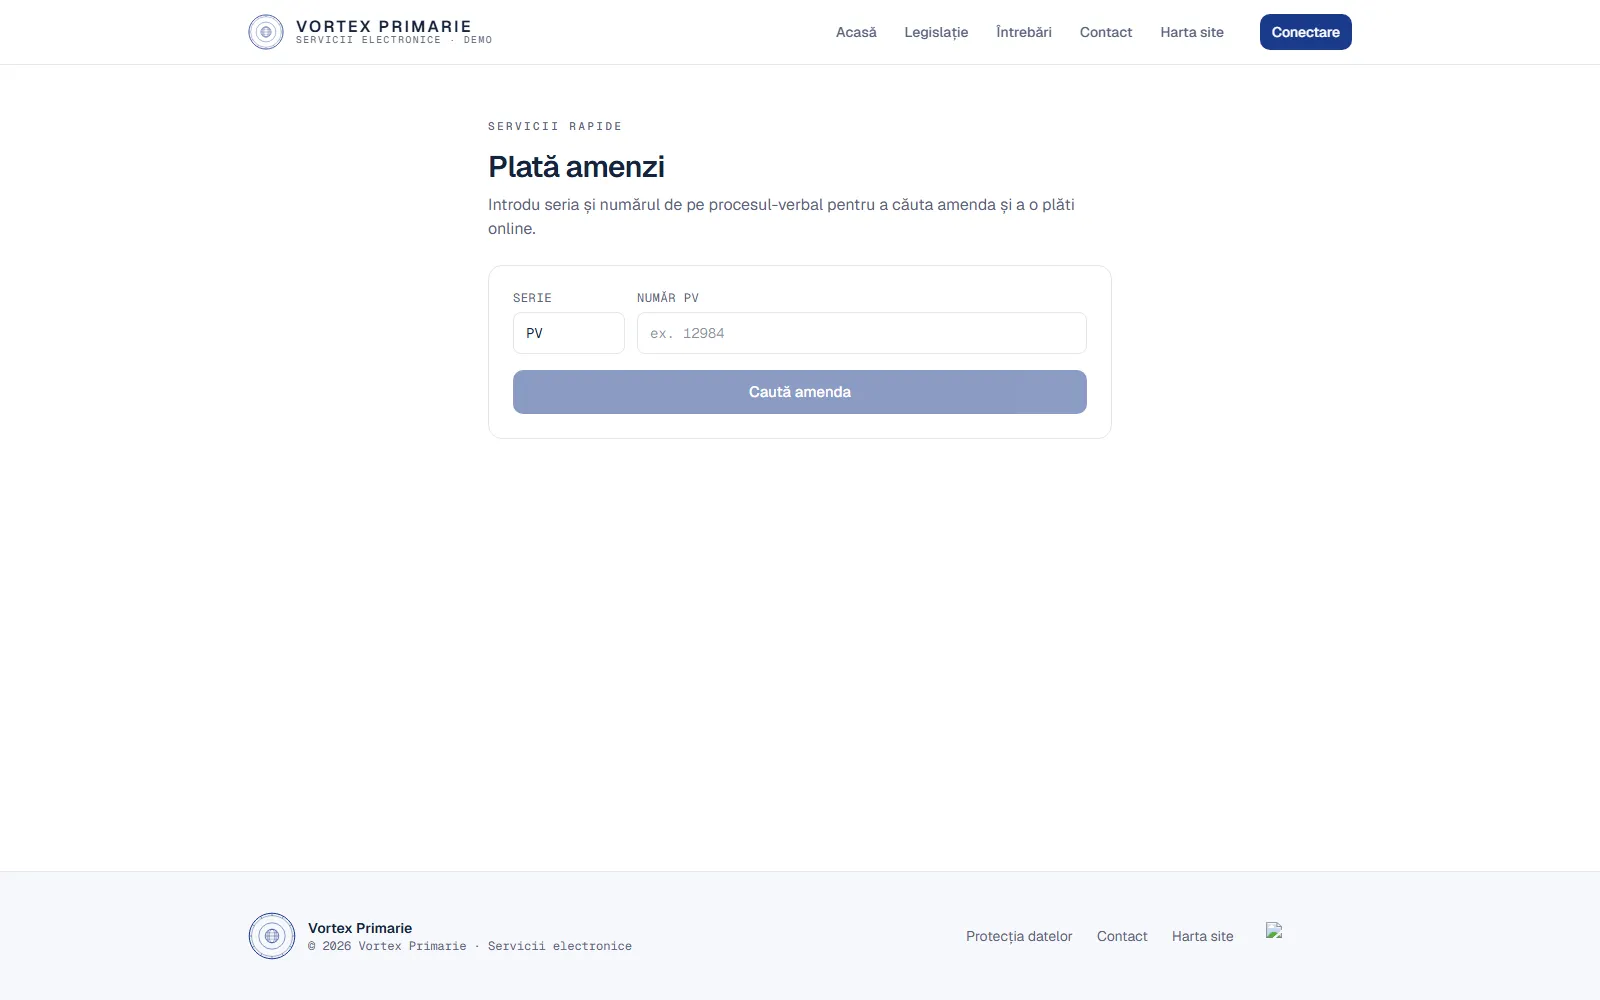 VORTEX PRIMARIE
SERVICII ELECTRONICE · DEMO
Acasă
Legislație
Întrebări
Contact
Harta site
Conectare
SERVICII RAPIDE
Plată amenzi
Introdu seria și numărul de pe procesul-verbal pentru a căuta amenda și a o plăti
online.
SERIE
NUMĂR PV
PV
ex. 12984
Caută amenda
Vortex Primarie
© 2026 Vortex Primarie · Servicii electronice
Protecția datelor
Contact
Harta site